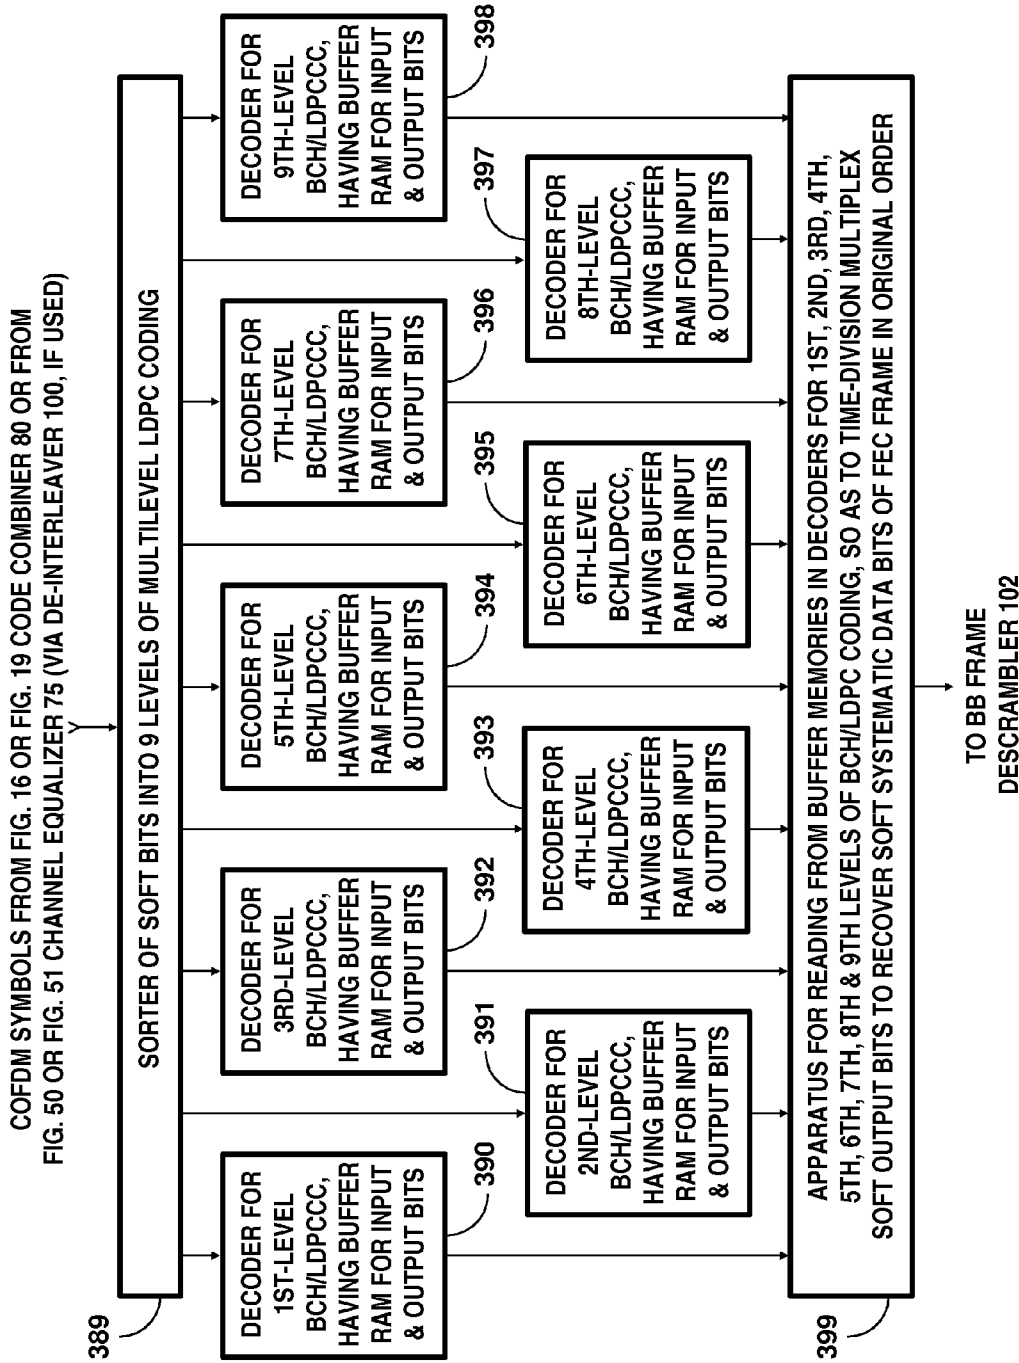 COFDM SYMBOLS FROM FIG. 16 OR FIG. 19 CODE COMBINER 80 OR FROM
FIG. 50 OR FIG. 51 CHANNEL EQUALIZER 75 (VIA DE-INTERLEAVER 100, IF USED)
389
SORTER OF SOFT BITS INTO 9 LEVELS OF MULTILEVEL LDPC CODING
DECODER FOR
1ST-LEVEL
BCH/LDPCCC,
HAVING BUFFER
RAM FOR INPUT
& OUTPUT BITS
390
DECODER FOR
3RD-LEVEL
BCH/LDPCCC,
HAVING BUFFER
RAM FOR INPUT
& OUTPUT BITS
392
DECODER FOR
5TH-LEVEL
BCH/LDPCCC,
HAVING BUFFER
RAM FOR INPUT
& OUTPUT BITS
394
DECODER FOR
7TH-LEVEL
BCH/LDPCCC,
HAVING BUFFER
RAM FOR INPUT
& OUTPUT BITS
396
DECODER FOR
9TH-LEVEL
BCH/LDPCCC,
HAVING BUFFER
RAM FOR INPUT
& OUTPUT BITS
398
391
DECODER FOR
2ND-LEVEL
BCH/LDPCCC,
HAVING BUFFER
RAM FOR INPUT
& OUTPUT BITS
393
DECODER FOR
4TH-LEVEL
BCH/LDPCCC,
HAVING BUFFER
RAM FOR INPUT
& OUTPUT BITS
395
DECODER FOR
6TH-LEVEL
BCH/LDPCCC,
HAVING BUFFER
RAM FOR INPUT
& OUTPUT BITS
397
DECODER FOR
8TH-LEVEL
BCH/LDPCCC,
HAVING BUFFER
RAM FOR INPUT
& OUTPUT BITS
399
APPARATUS FOR READING FROM BUFFER MEMORIES IN DECODERS FOR 1ST, 2ND, 3RD, 4TH,
5TH, 6TH, 7TH, 8TH & 9TH LEVELS OF BCH/LDPC CODING, SO AS TO TIME-DIVISION MULTIPLEX
SOFT OUTPUT BITS TO RECOVER SOFT SYSTEMATIC DATA BITS OF FEC FRAME IN ORIGINAL ORDER
TO BB FRAME
DESCRAMBLER 102